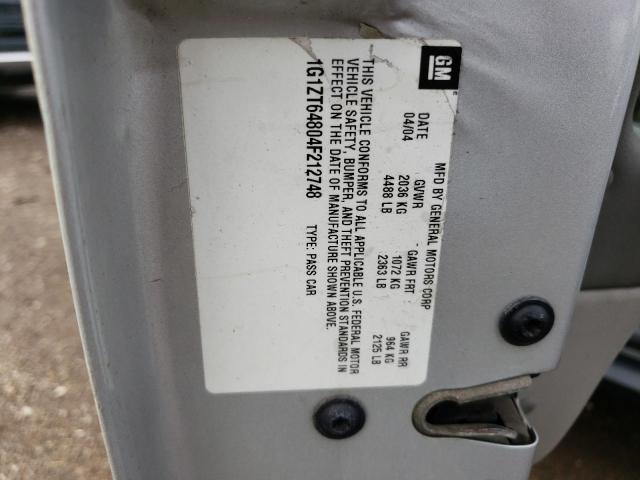 GM
MFD BY GENERAL MOTORS CORP
DATE GVWR GAWR FRT GAWR RR
04/04 2036 KG 1072 KG 964 KG
4488 LB 2363 LB 2125 LB
THIS VEHICLE CONFORMS TO ALL APPLICABLE U.S. FEDERAL MOTOR
VEHICLE SAFETY, BUMPER, AND THEFT PREVENTION STANDARDS IN
EFFECT ON THE DATE OF MANUFACTURE SHOWN ABOVE.
1G1ZT64804F212748 TYPE: PASS CAR